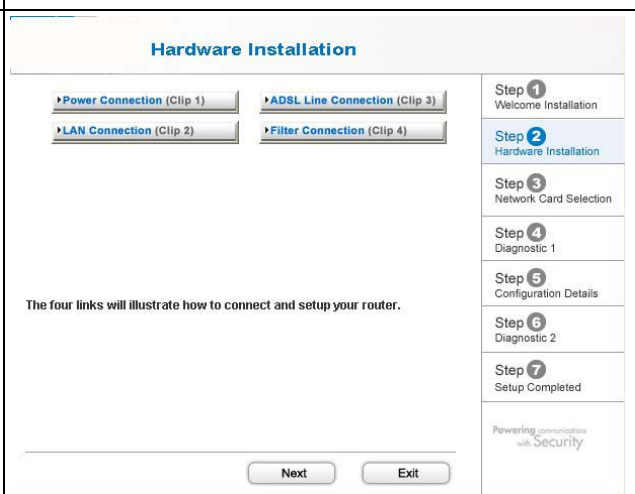 Hardware Installation
Power Connection (Clip 1)
ADSL Line Connection (Clip 3)
LAN Connection (Clip 2)
Filter Connection (Clip 4)
The four links will illustrate how to connect and setup your router.
Next
Exit
Step 1
Welcome Installation
Step 2
Hardware Installation
Step 3
Network Card Selection
Step 4
Diagnostic 1
Step 5
Configuration Details
Step 6
Diagnostic 2
Step 7
Setup Completed
Powering communications
with Security